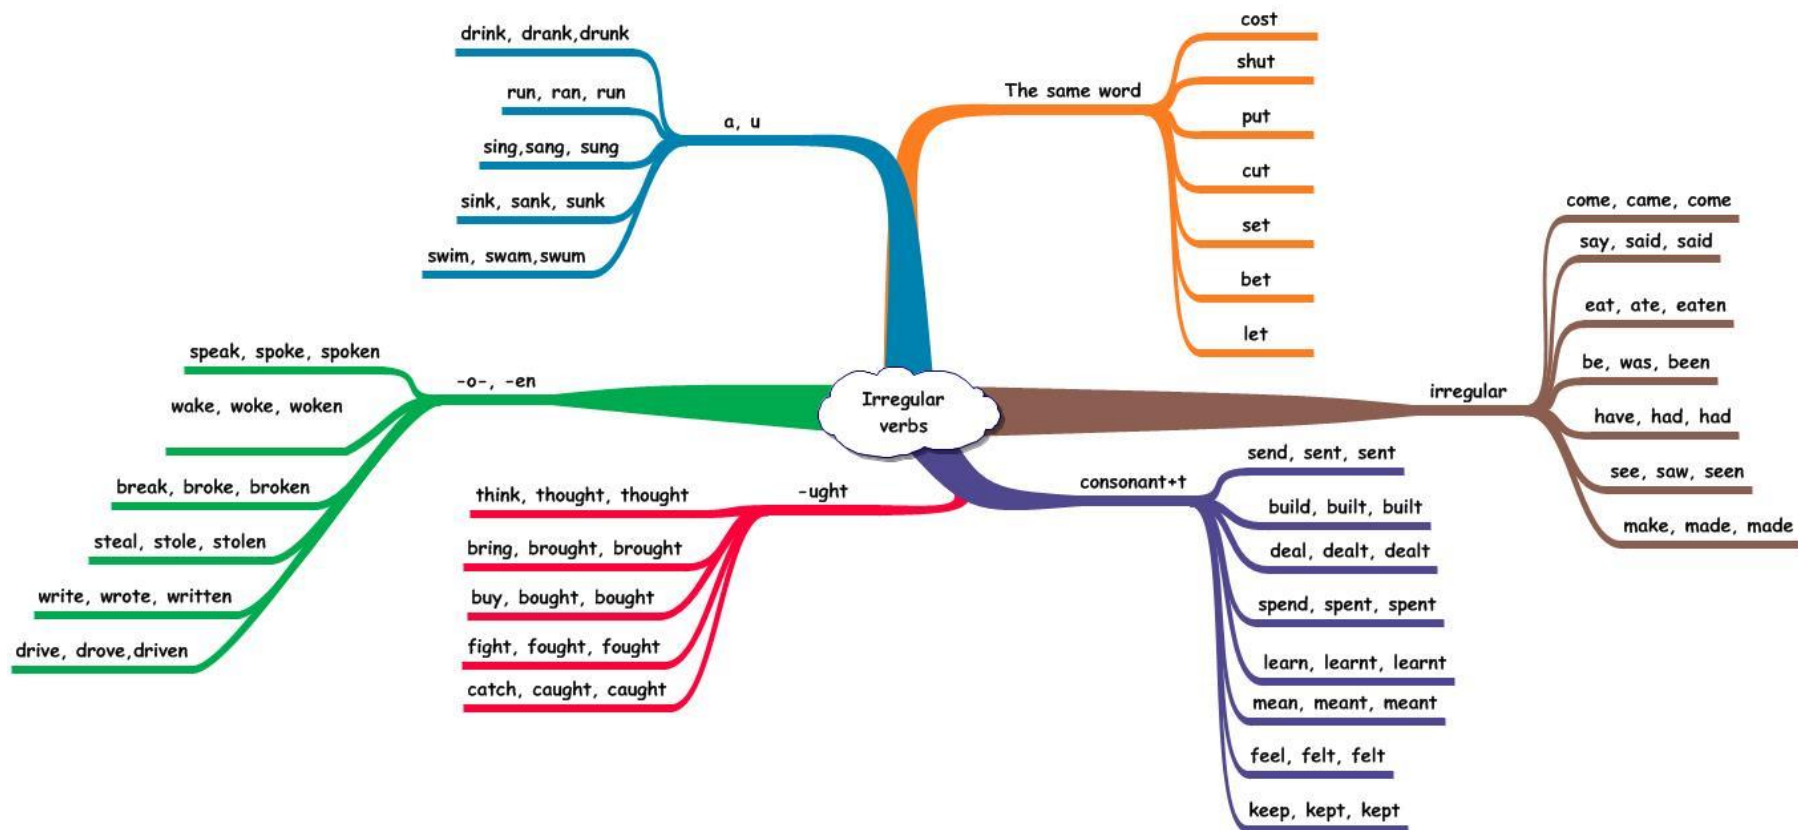 Irregular
verbs
a, u
drink, drank,drunk
run, ran, run
sing,sang, sung
sink, sank, sunk
swim, swam,swum
The same word
cost
shut
put
cut
set
bet
let
irregular
come, came, come
say, said, said
eat, ate, eaten
be, was, been
have, had, had
see, saw, seen
make, made, made
-o-, -en
speak, spoke, spoken
wake, woke, woken
break, broke, broken
steal, stole, stolen
write, wrote, written
drive, drove,driven
-ught
think, thought, thought
bring, brought, brought
buy, bought, bought
fight, fought, fought
catch, caught, caught
consonant+t
send, sent, sent
build, built, built
deal, dealt, dealt
spend, spent, spent
learn, learnt, learnt
mean, meant, meant
feel, felt, felt
keep, kept, kept